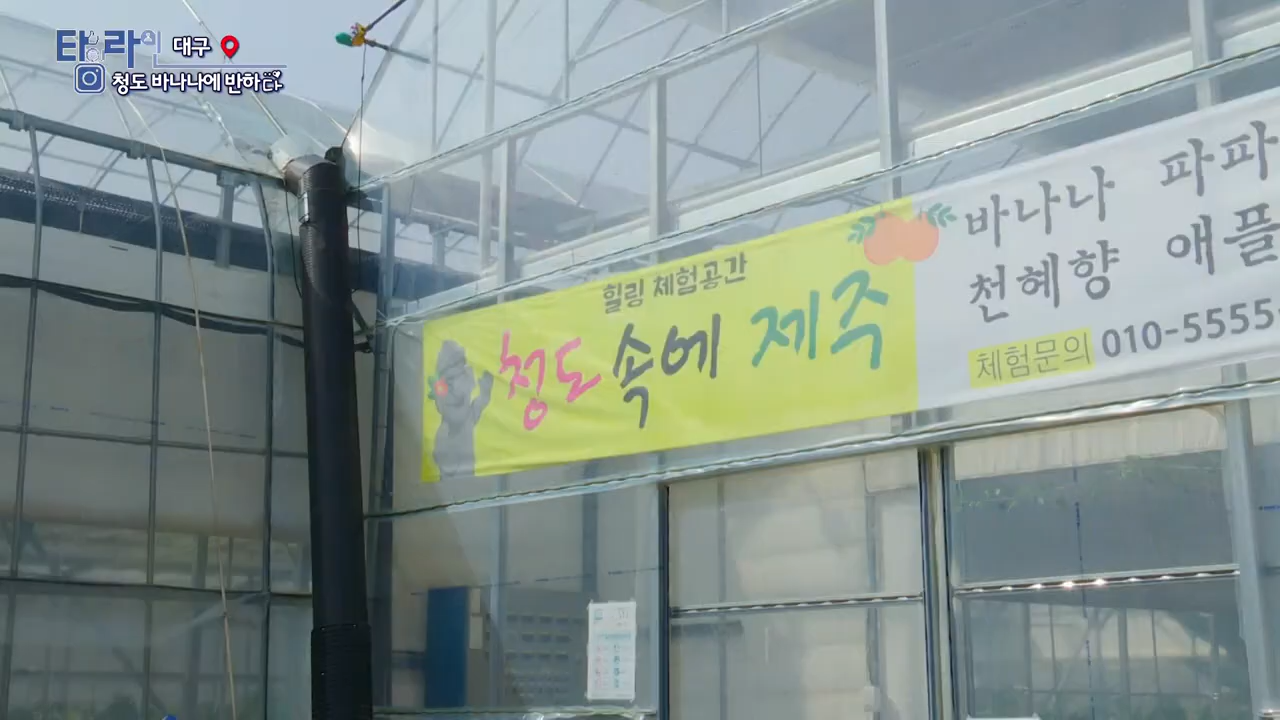 탐라인 대구
청도 바나나에 반하다
힐링 체험공간
청도 속에 제주
바나나 파파
천혜향 애플
체험문의 010-5555